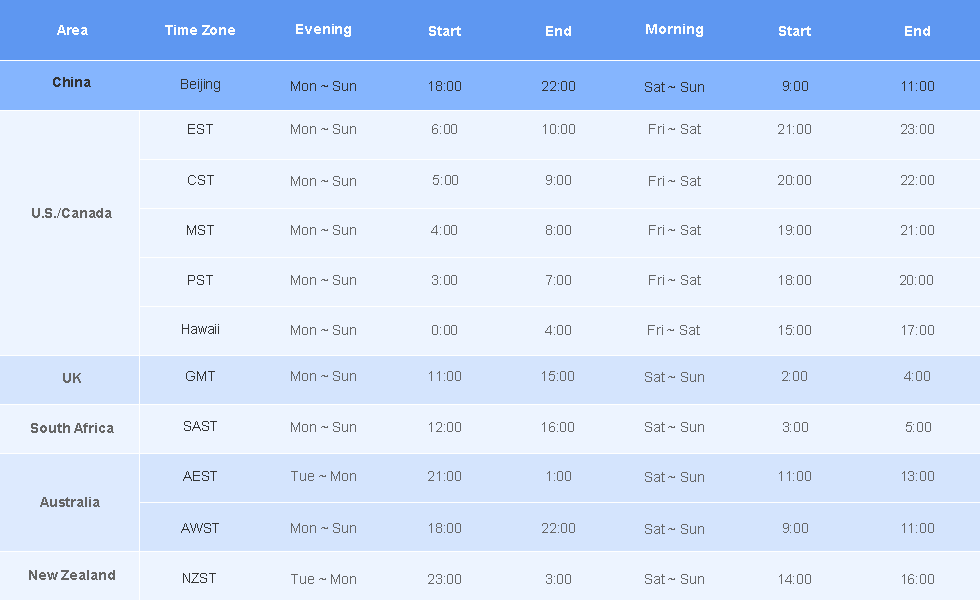 Area Time Zone Evening Start End Morning Start End
China Beijing Mon ~ Sun 18:00 22:00 Sat ~ Sun 9:00 11:00
U.S./Canada
EST Mon ~ Sun 6:00 10:00 Fri ~ Sat 21:00 23:00
CST Mon ~ Sun 5:00 9:00 Fri ~ Sat 20:00 22:00
MST Mon ~ Sun 4:00 8:00 Fri ~ Sat 19:00 21:00
PST Mon ~ Sun 3:00 7:00 Fri ~ Sat 18:00 20:00
Hawaii Mon ~ Sun 0:00 4:00 Fri ~ Sat 15:00 17:00
UK GMT Mon ~ Sun 11:00 15:00 Sat ~ Sun 2:00 4:00
South Africa SAST Mon ~ Sun 12:00 16:00 Sat ~ Sun 3:00 5:00
Australia
AEST Tue ~ Mon 21:00 1:00 Sat ~ Sun 11:00 13:00
AWST Mon ~ Sun 18:00 22:00 Sat ~ Sun 9:00 11:00
New Zealand NZST Tue ~ Mon 23:00 3:00 Sat ~ Sun 14:00 16:00